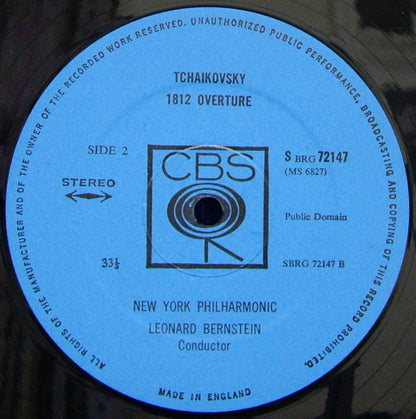 ALL RIGHTS OF THE MANUFACTURER AND OF THE OWNER OF THE RECORDED WORK RESERVED. UNAUTHORIZED PUBLIC PERFORMANCE, BROADCASTING AND COPYING OF THIS RECORD PROHIBITED.
TCHAIKOVSKY
1812 OVERTURE
SIDE 2
CBS
S BRG 72147
(MS 6827)
STEREO
Public Domain
33⅓
SBRG 72147 B
NEW YORK PHILHARMONIC
LEONARD BERNSTEIN
Conductor
MADE IN ENGLAND